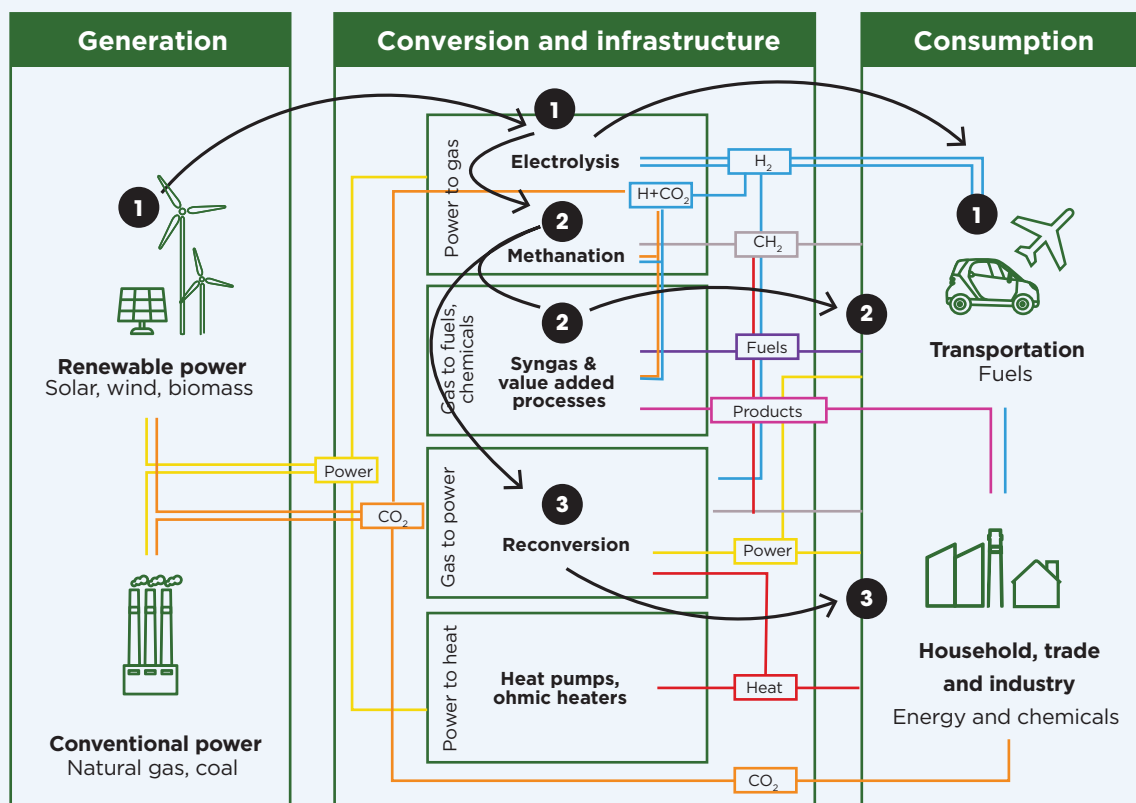 Generation
Conversion and infrastructure
Consumption
1
Renewable power
Solar, wind, biomass
Conventional power
Natural gas, coal
Power
CO₂
Power to gas
1
Electrolysis
H+CO₂
2
Methanation
Gas to fuels,
chemicals
2
Syngas &
value added
processes
Gas to power
3
Reconversion
Power to heat
Heat pumps,
ohmic heaters
H₂
CH₂
Fuels
Products
Power
Heat
CO₂
1
2
Transportation
Fuels
3
Household, trade
and industry
Energy and chemicals